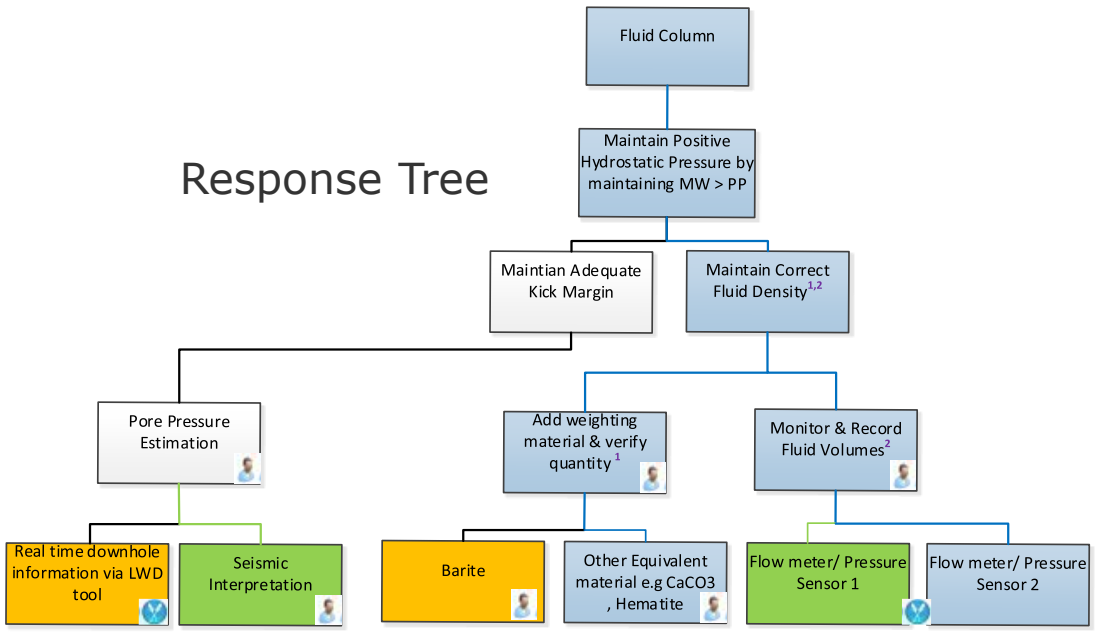 Fluid Column
Maintain Positive
Hydrostatic Pressure by
maintaining MW > PP
Response Tree
Maintian Adequate
Kick Margin
Maintain Correct
Fluid Density1,2
Pore Pressure
Estimation
Add weighting
material & verify
quantity 1
Monitor & Record
Fluid Volumes2
Real time downhole
information via LWD
tool
Seismic
Interpretation
Barite
Other Equivalent
material e.g CaCO3
, Hematite
Flow meter/ Pressure
Sensor 1
Flow meter/ Pressure
Sensor 2